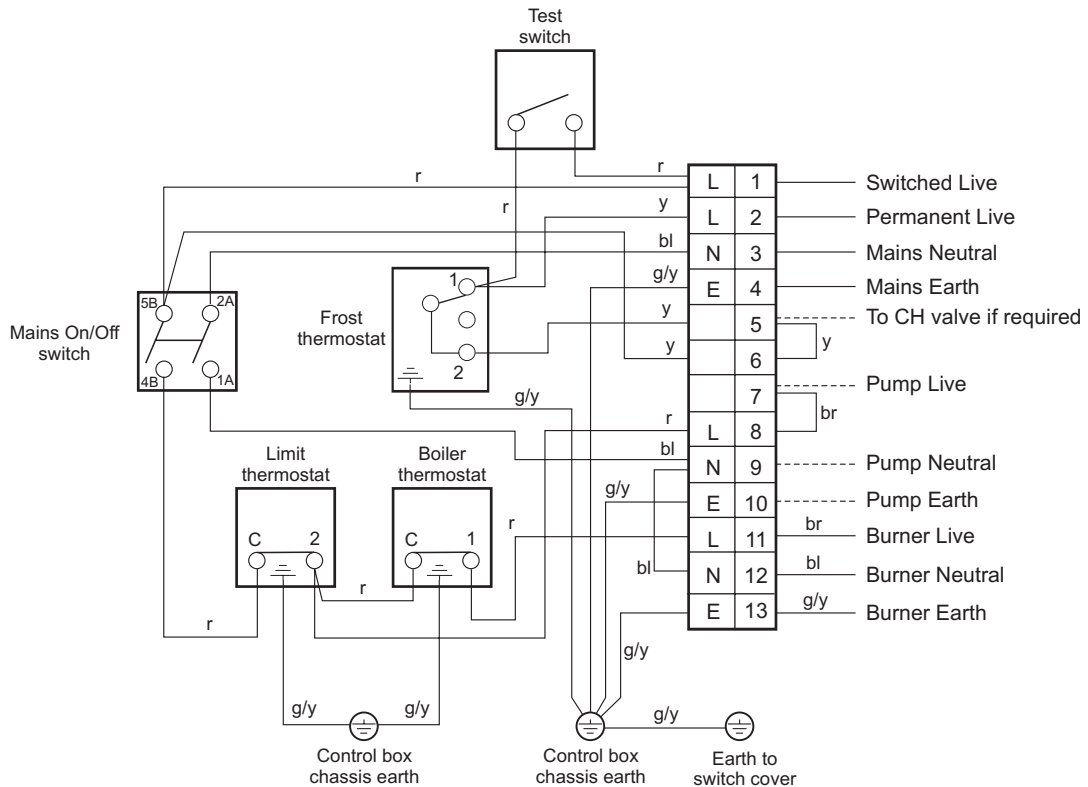 Test
switch
r
r
L 1 Switched Live
r
y
L 2 Permanent Live
bl
N 3 Mains Neutral
g/y
E 4 Mains Earth
5B 2A
1
Mains On/Off
switch
Frost
thermostat
y
5 To CH valve if required
y
y
6
4B 1A
2
7 Pump Live
g/y
br
r
L 8
Limit
thermostat
Boiler
thermostat
bl
N 9 Pump Neutral
g/y
E 10 Pump Earth
C 2
C 1
r
L 11 br Burner Live
bl
N 12 bl Burner Neutral
r
E 13 g/y Burner Earth
r
g/y
g/y g/y
g/y
Control box
chassis earth
Control box
chassis earth
Earth to
switch cover